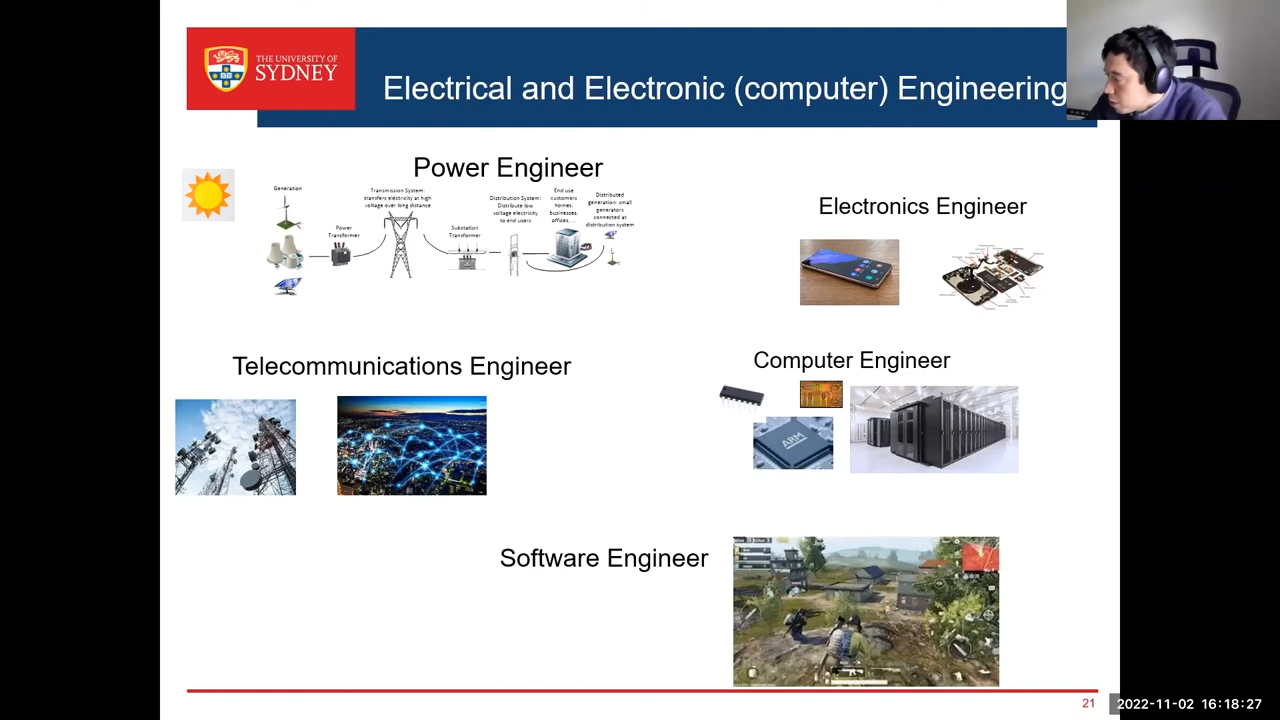 THE UNIVERSITY OF
SYDNEY
Electrical and Electronic (computer) Engineering
Power Engineer
Generation
Transmission System:
transfers electricity at high
voltage over long distance
Distribution System:
Distribute low
voltage electricity
to end users
End use
customers
homes,
businesses,
offices, ...
Distributed
generation: small
generators
connected at
distribution system
Power
Transformer
Substation
Transformer
Electronics Engineer
Telecommunications Engineer
Computer Engineer
ARM
Software Engineer
21
2022-11-02 16:18:27